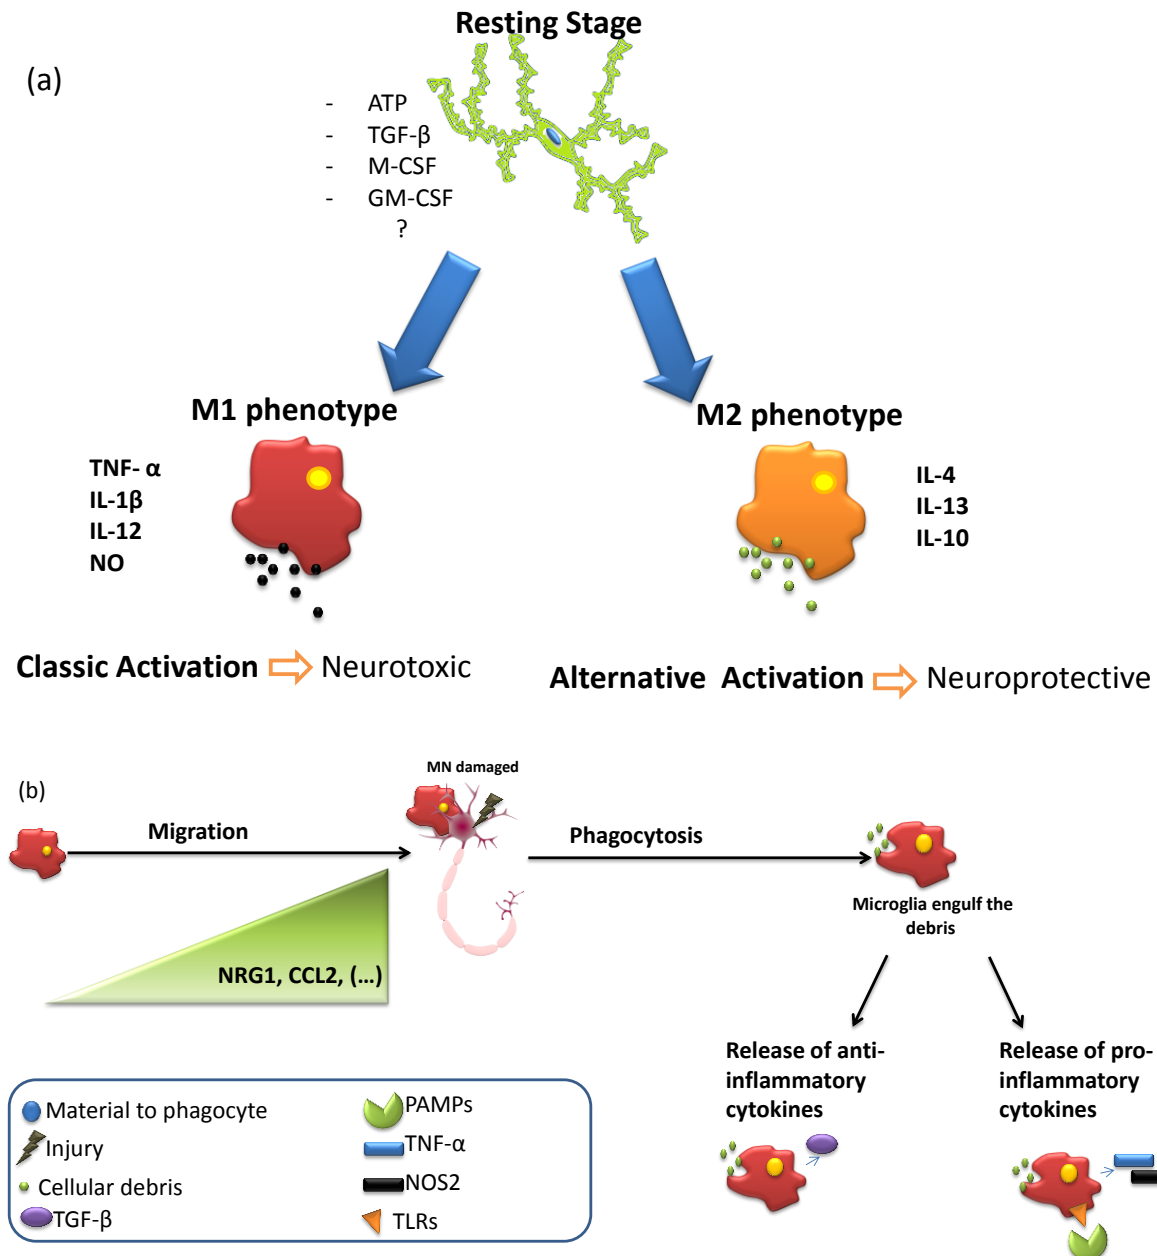 Resting Stage
(a)
- ATP
- TGF-β
- M-CSF
- GM-CSF
?
M1 phenotype
M2 phenotype
TNF- α
IL-1β
IL-12
NO
IL-4
IL-13
IL-10
Classic Activation
Neurotoxic
Alternative Activation
Neuroprotective
(b)
MN damaged
Migration
Phagocytosis
NRG1, CCL2, (...)
Microglia engulf the
debris
Release of anti-
inflammatory
cytokines
Release of pro-
inflammatory
cytokines
Material to phagocyte
Injury
Cellular debris
TGF-β
PAMPs
TNF-α
NOS2
TLRs